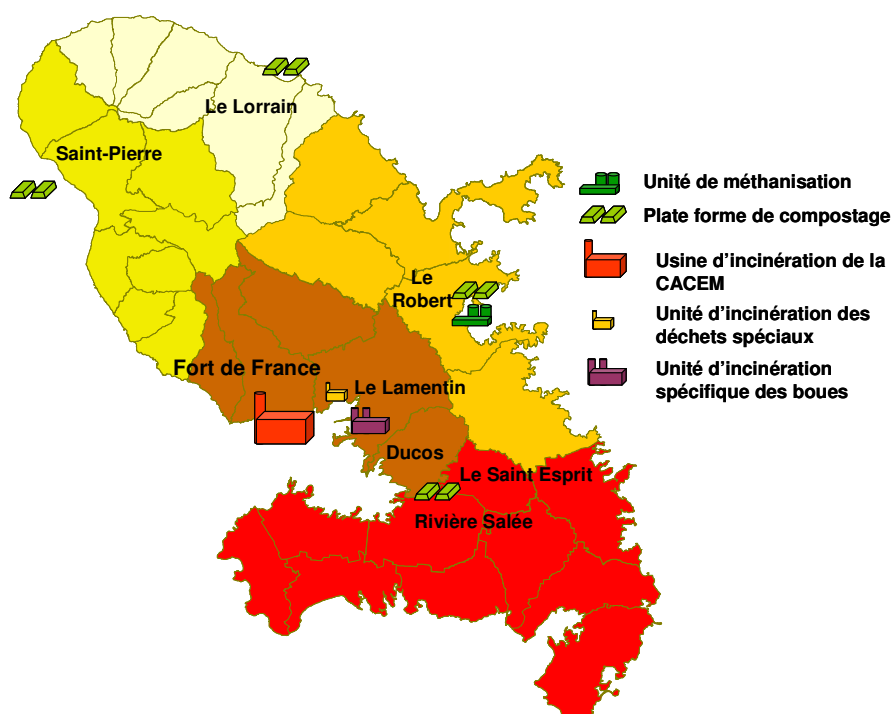 Le Lorrain
Saint-Pierre
Le
Robert
Fort de France
Le Lamentin
Ducos
Le Saint Esprit
Rivière Salée
Unité de méthanisation
Plate forme de compostage
Usine d'incinération de la
CACEM
Unité d'incinération des
déchets spéciaux
Unité d'incinération
spécifique des boues